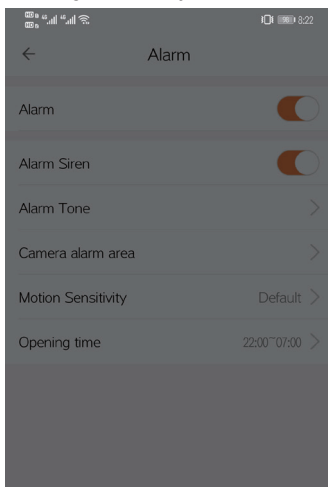 8:22
Alarm
Alarm
Alarm Siren
Alarm Tone
Camera alarm area
Motion Sensitivity Default
Opening time 22:00~07:00